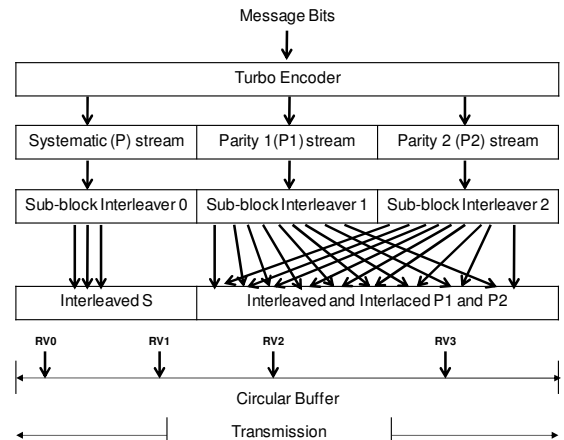 Message Bits
Turbo Encoder
Systematic (P) stream
Parity 1(P1) stream
Parity 2 (P2) stream
Sub-block Interleaver 0
Sub-block Interleaver 1
Sub-block Interleaver 2
Interleaved S
Interleaved and Interlaced P1 and P2
RV0
RV1
RV2
RV3
Circular Buffer
Transmission